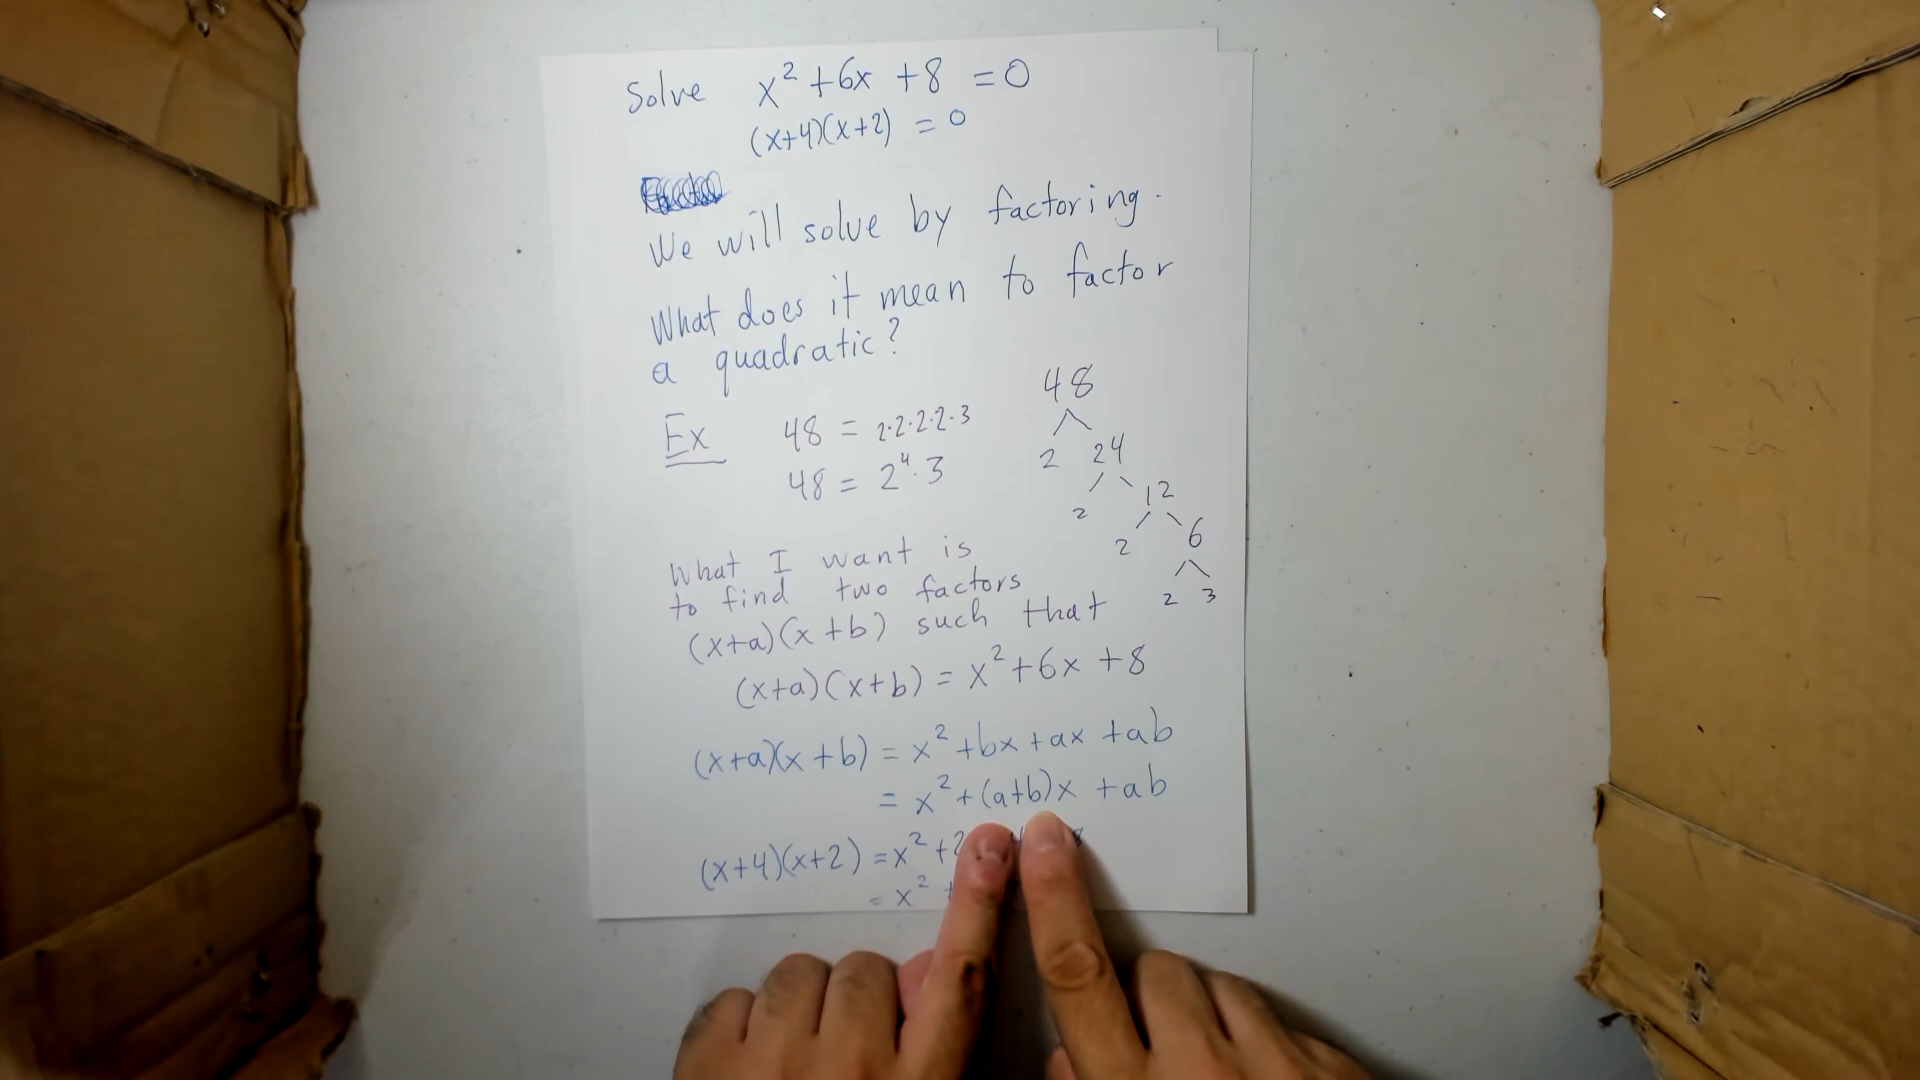 Solve x² + 6x + 8 = 0
(x+4)(x+2) = 0
We will solve by factoring.
What does it mean to factor
a quadratic?
Ex 48 = 2·2·2·2·3
48 = 2⁴·3
48
2 24
2 12
2 6
2 3
What I want is
to find two factors
(x+a)(x+b) such that
(x+a)(x+b) = x² + 6x + 8
(x+a)(x+b) = x² + bx + ax + ab
= x² + (a+b)x + ab
(x+4)(x+2) = x² + 2
= x²